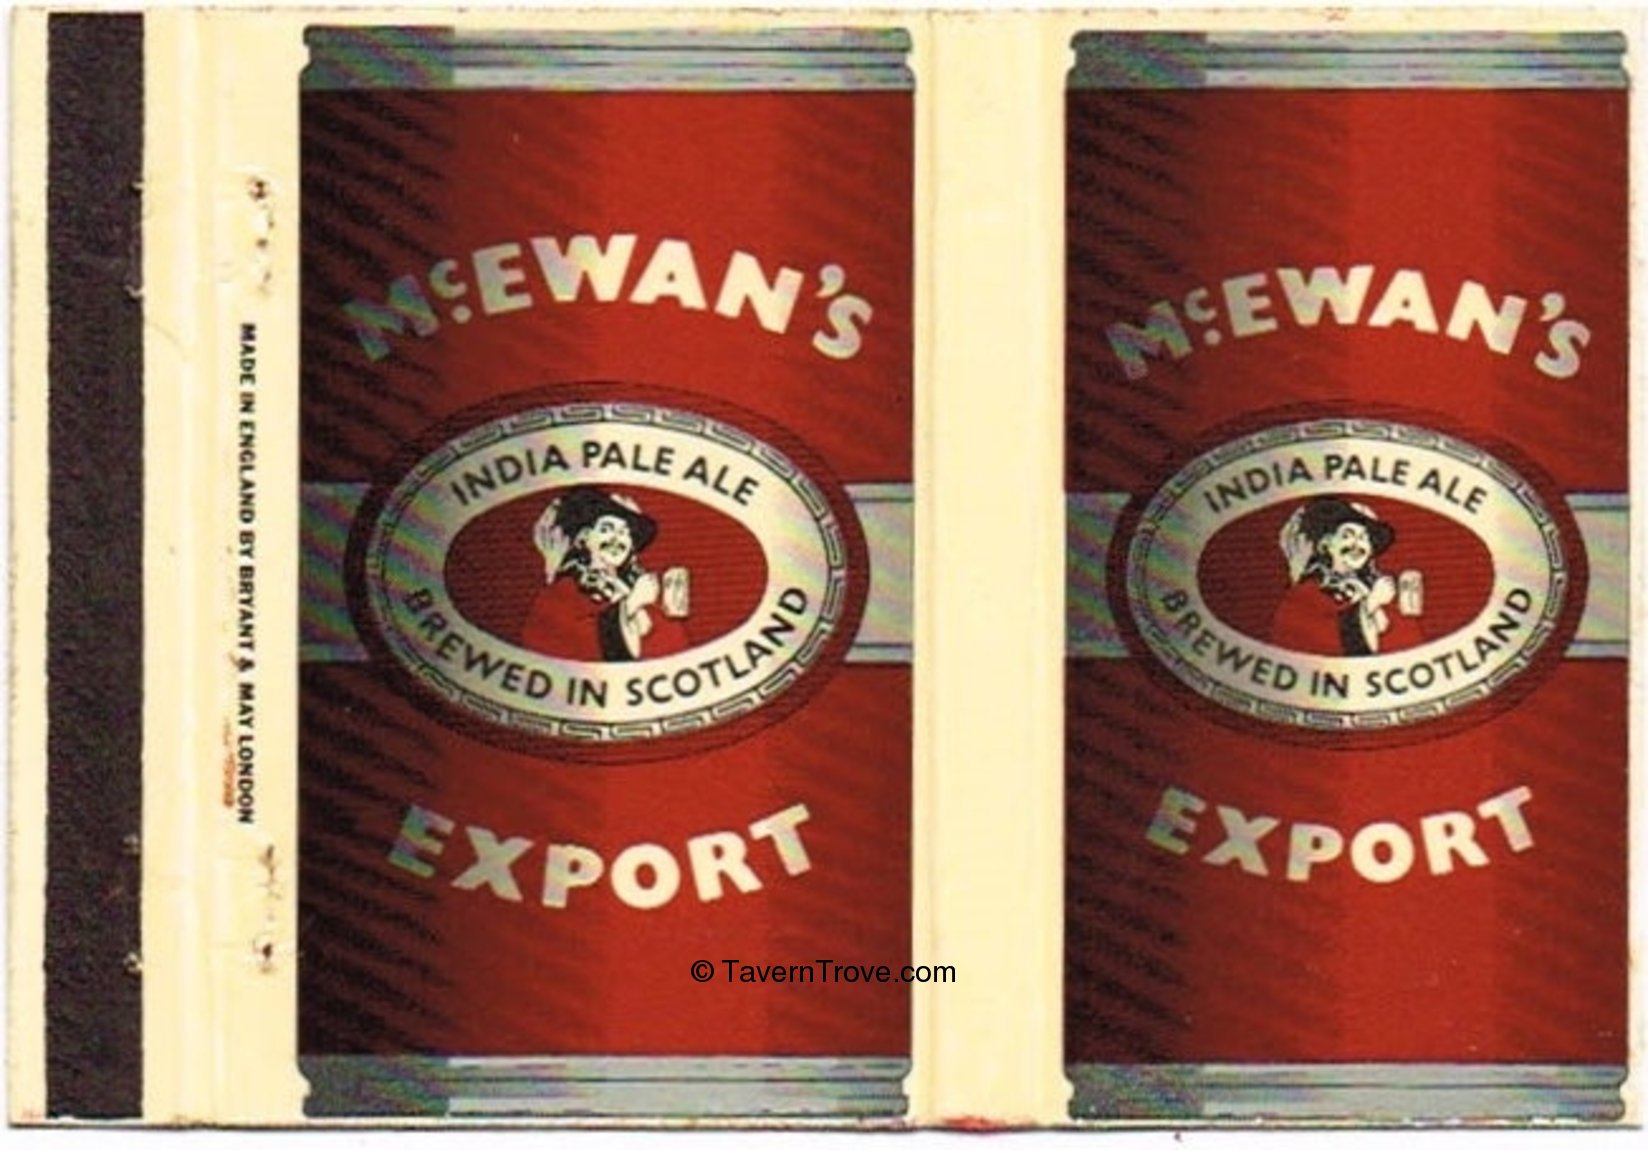 MADE IN ENGLAND BY BRYANT & MAY LONDON
McEWAN'S
INDIA PALE ALE
BREWED IN SCOTLAND
EXPORT
McEWAN'S
INDIA PALE ALE
BREWED IN SCOTLAND
EXPORT
© TavernTrove.com